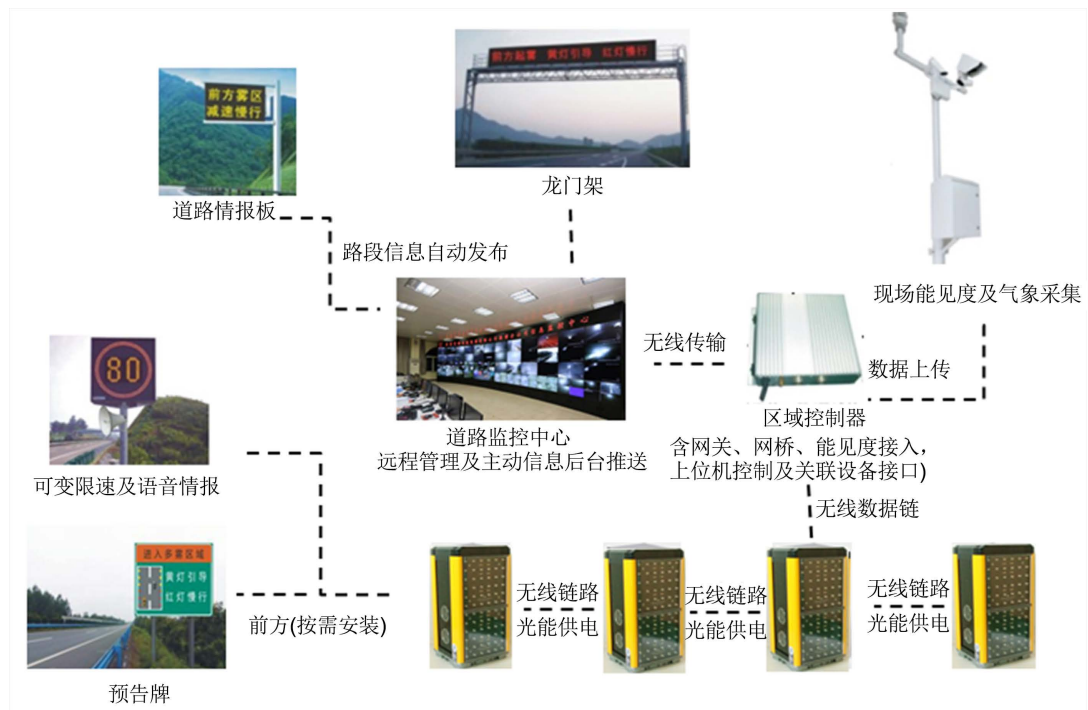 前方起雾 黄灯引导 红灯慢行
前方雾区
减速慢行
龙门架
道路情报板
路段信息自动发布
现场能见度及气象采集
无线传输
数据上传
80
道路监控中心
远程管理及主动信息后台推送
区域控制器
含网关、网桥、能见度接入，
上位机控制及关联设备接口)
可变限速及语音情报
无线数据链
进入多雾区域
黄灯引导
红灯慢行
前方(按需安装)
预告牌
无线链路
光能供电
无线链路
光能供电
无线链路
光能供电